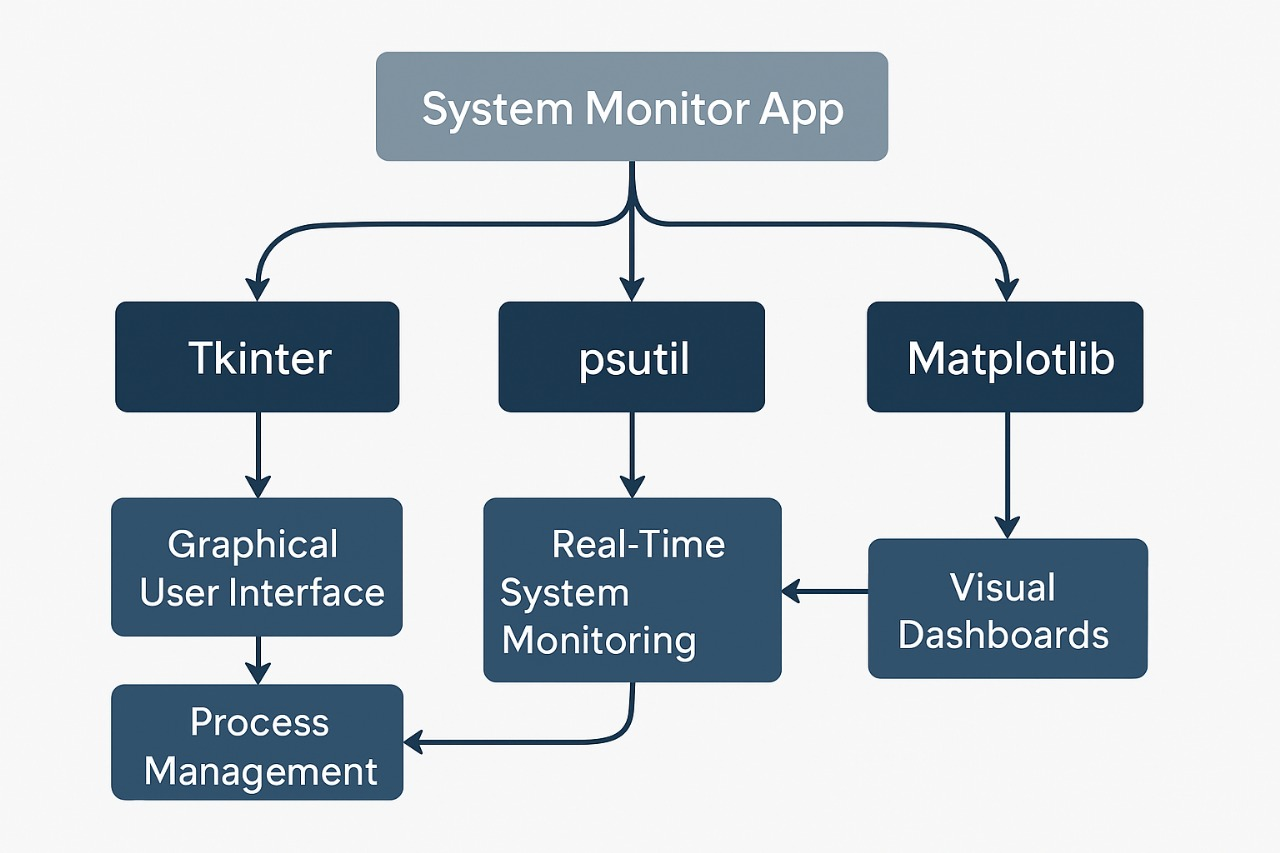 System Monitor App
Tkinter
psutil
Matplotlib
Graphical
User Interface
Real-Time
System
Monitoring
Visual
Dashboards
Process
Management